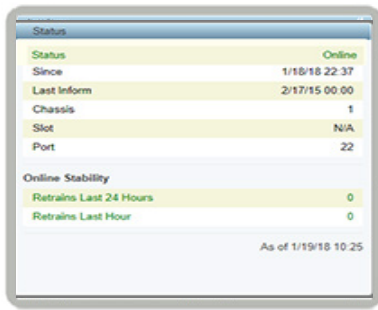 Status
Status Online
Since 1/18/18 22:37
Last Inform 2/17/15 00:00
Chassis 1
Slot N/A
Port 22
Online Stability
Retrains Last 24 Hours 0
Retrains Last Hour 0
As of 1/19/18 10:25